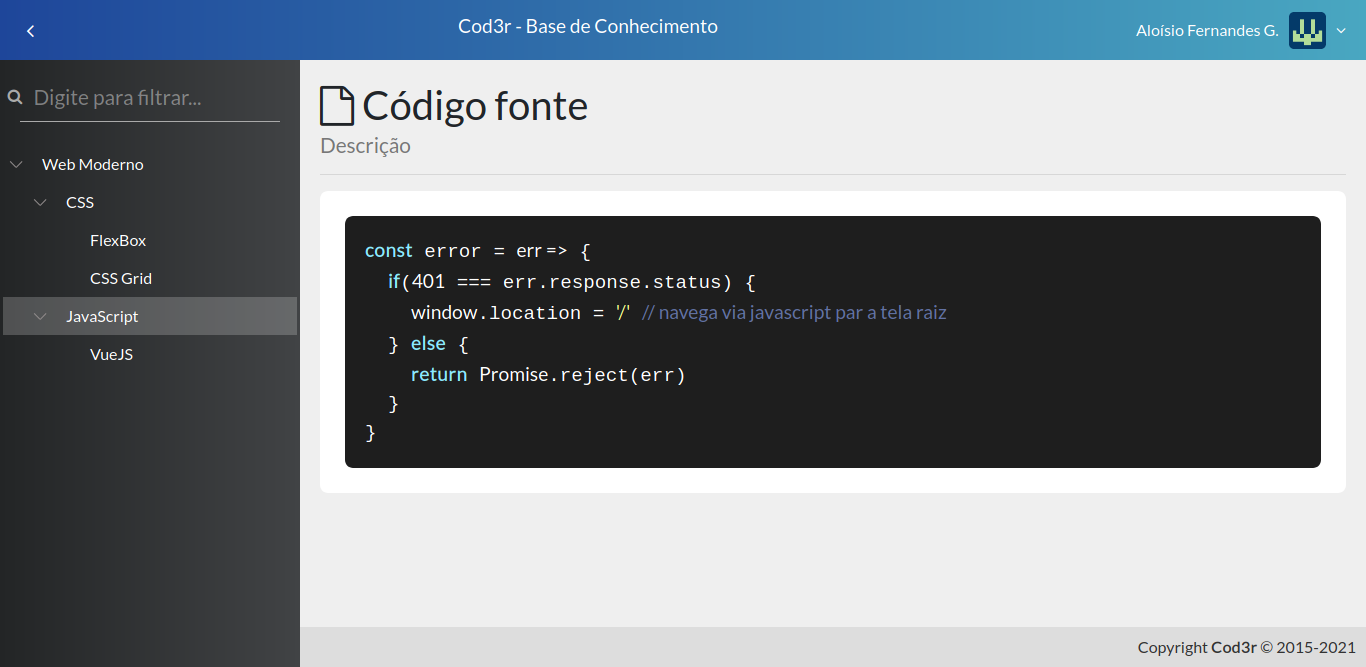 Cod3r - Base de Conhecimento
Aloísio Fernandes G.
Digite para filtrar...
Web Moderno
CSS
FlexBox
CSS Grid
JavaScript
VueJS
Código fonte
Descrição
const error = err => {
  if(401 === err.response.status) {
    window.location = '/' // navega via javascript par a tela raiz
  } else {
    return Promise.reject(err)
  }
}
Copyright Cod3r © 2015-2021